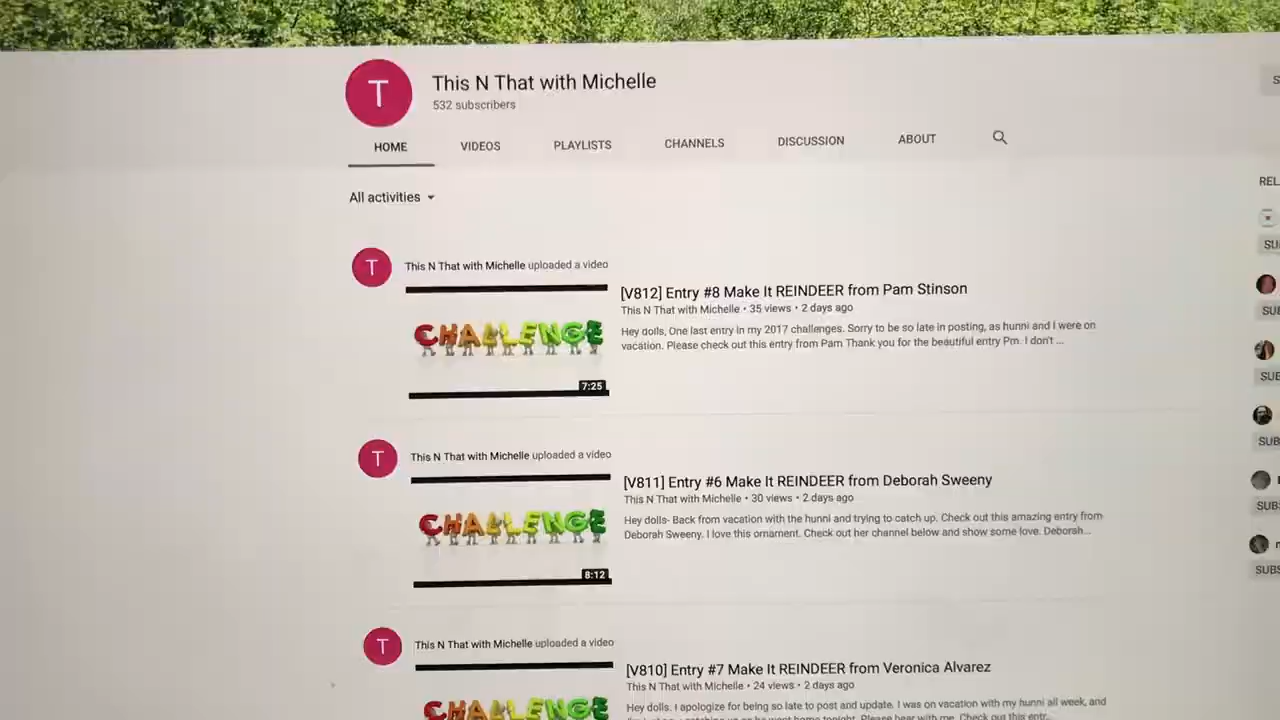 T
This N That with Michelle
532 subscribers
HOME VIDEOS PLAYLISTS CHANNELS DISCUSSION ABOUT
All activities
REL
T
This N That with Michelle uploaded a video
CHALLENGE
7:25
[V812] Entry #8 Make It REINDEER from Pam Stinson
This N That with Michelle • 35 views • 2 days ago
Hey dolls, One last entry in my 2017 challenges. Sorry to be so late in posting, as hunni and I were on
vacation. Please check out this entry from Pam Thank you for the beautiful entry Pm. I don't ...
T
This N That with Michelle uploaded a video
CHALLENGE
8:12
[V811] Entry #6 Make It REINDEER from Deborah Sweeny
This N That with Michelle • 30 views • 2 days ago
Hey dolls- Back from vacation with the hunni and trying to catch up. Check out this amazing entry from
Deborah Sweeny. I love this ornament. Check out her channel below and show some love. Deborah...
T
This N That with Michelle uploaded a video
CHALLENGE
[V810] Entry #7 Make It REINDEER from Veronica Alvarez
This N That with Michelle • 24 views • 2 days ago
Hey dolls. I apologize for being so late to post and update. I was on vacation with my hunni all week, and
SU
SU
SUE
SUB
SUBS
SUBS